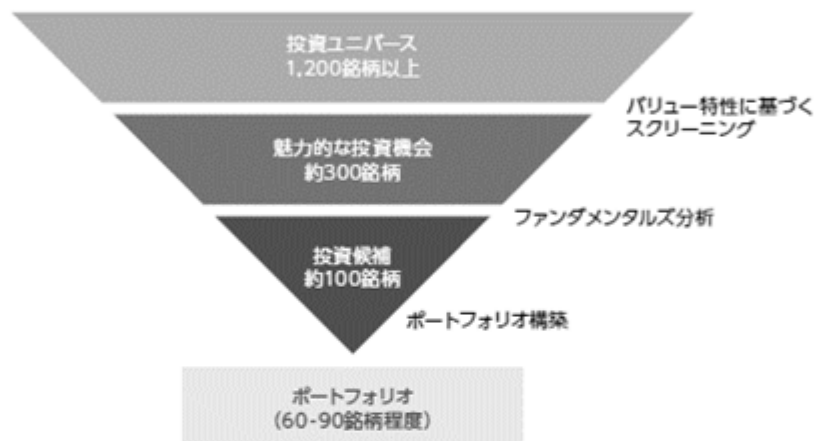 投資ユニバース
1,200銘柄以上
バリュー特性に基づく
スクリーニング
魅力的な投資機会
約300銘柄
ファンダメンタルズ分析
投資候補
約100銘柄
ポートフォリオ構築
ポートフォリオ
(60-90銘柄程度)